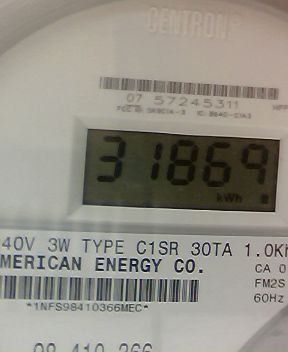 CENTRON®
07 57245311
31869
kWh
40V 3W TYPE C1SR 30TA 1.0K
MERICAN ENERGY CO.
CA 0
FM2S
60Hz
*1NFS98410366MEC*